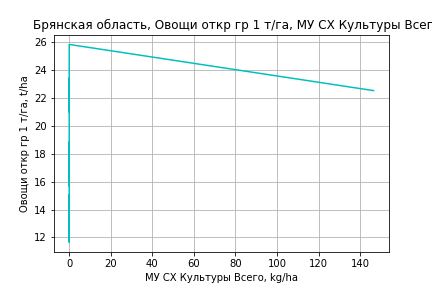 Брянская область, Овощи откр гр 1 т/га, МУ СХ Культуры Всег
26
24
22
20
18
16
14
12
Овощи откр гр 1 т/га, t/ha
0 20 40 60 80 100 120 140
МУ СХ Культуры Всего, kg/ha